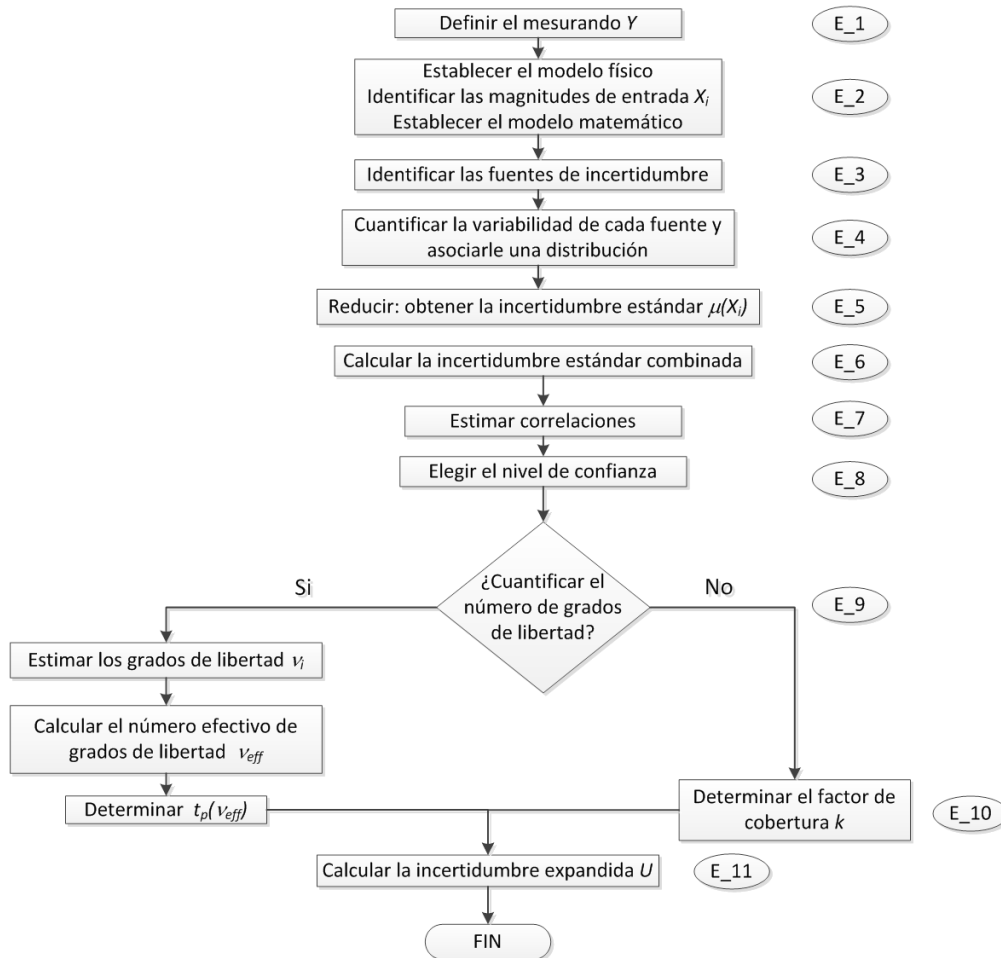 Definir el mesurando Y
E_1
Establecer el modelo físico
Identificar las magnitudes de entrada Xi
Establecer el modelo matemático
E_2
Identificar las fuentes de incertidumbre
E_3
Cuantificar la variabilidad de cada fuente y
asociarle una distribución
E_4
Reducir: obtener la incertidumbre estándar μ(Xi)
E_5
Calcular la incertidumbre estándar combinada
E_6
Estimar correlaciones
E_7
Elegir el nivel de confianza
E_8
¿Cuantificar el
número de grados
de libertad?
Si
No
E_9
Estimar los grados de libertad νi
Calcular el número efectivo de
grados de libertad νeff
Determinar tp(νeff)
Determinar el factor de
cobertura k
E_10
Calcular la incertidumbre expandida U
E_11
FIN